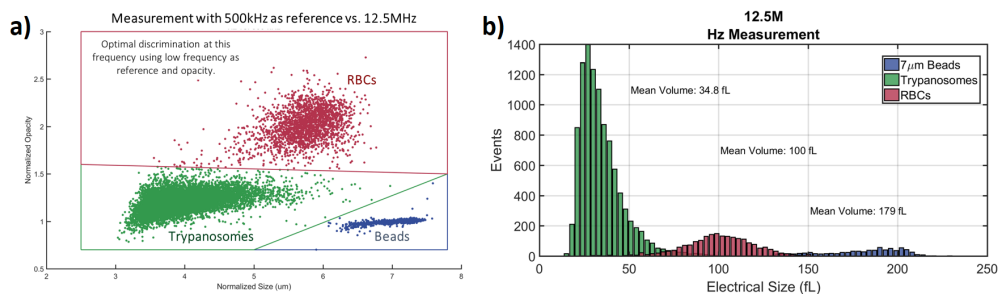 a)
Measurement with 500kHz as reference vs. 12.5MHz
Optimal discrimination at this
frequency using low frequency as
reference and opacity.
RBCs
Trypanosomes
Beads
Normalized Opacity
3
2.5
2
1.5
1
0.5
2
3
4
5
6
7
8
Normalized Size (um)
b)
12.5M
Hz Measurement
7μm Beads
Trypanosomes
RBCs
Mean Volume: 34.8 fL
Mean Volume: 100 fL
Mean Volume: 179 fL
Events
1400
1200
1000
800
600
400
200
0
0
50
100
150
200
250
Electrical Size (fL)